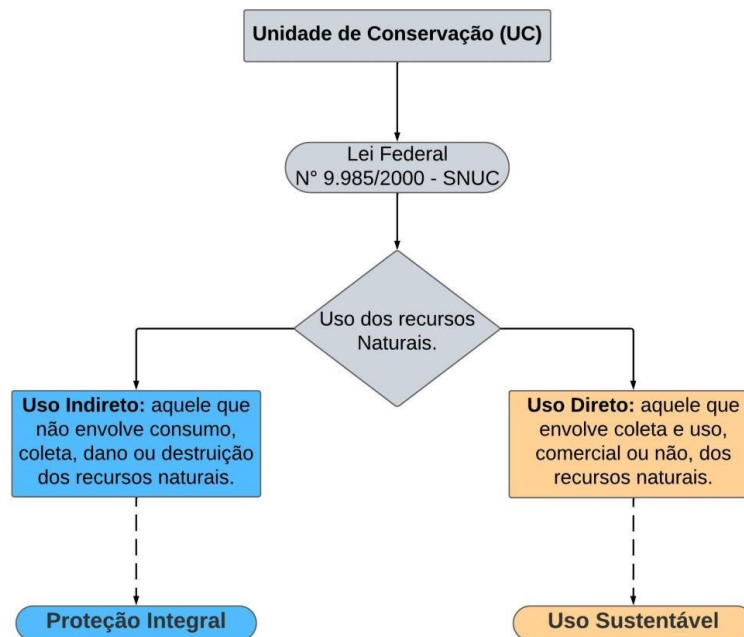 Unidade de Conservação (UC)
Lei Federal
N° 9.985/2000 - SNUC
Uso dos recursos
Naturais.
Uso Indireto: aquele que
não envolve consumo,
coleta, dano ou destruição
dos recursos naturais.
Uso Direto: aquele que
envolve coleta e uso,
comercial ou não, dos
recursos naturais.
Proteção Integral
Uso Sustentável